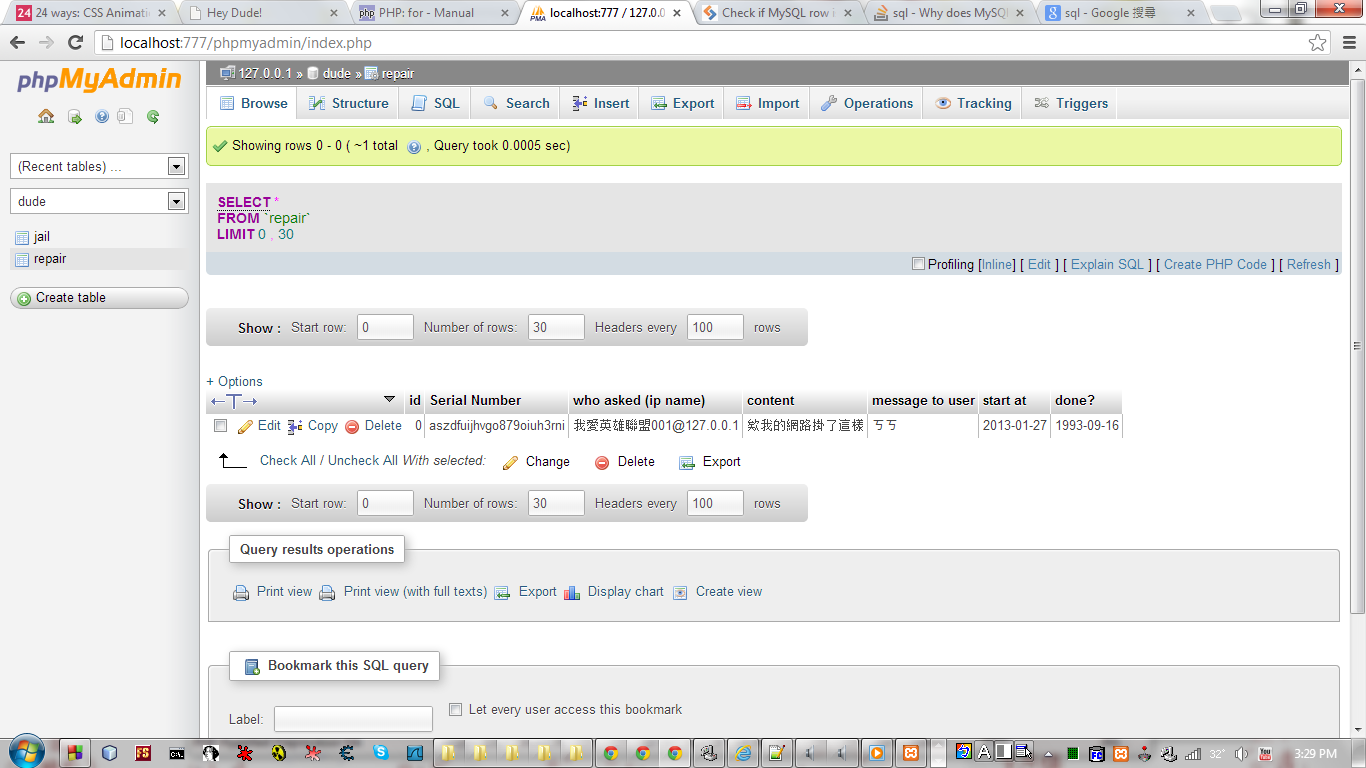 24 ways: CSS Animati
Hey Dude!
PHP: for - Manual
localhost:777 / 127.0.0
Check if MySQL row i
sql - Why does MySQL
sql - Google 搜尋
localhost:777/phpmyadmin/index.php
phpMyAdmin
127.0.0.1 » dude » repair
Browse Structure SQL Search Insert Export Import Operations Tracking Triggers
(Recent tables) ...
dude
jail
repair
Create table
Showing rows 0 - 0 ( ~1 total , Query took 0.0005 sec)
SELECT *
FROM `repair`
LIMIT 0 , 30
Profiling [Inline] [ Edit ] [ Explain SQL ] [ Create PHP Code ] [ Refresh ]
Show : Start row: 0 Number of rows: 30 Headers every 100 rows
+ Options
id Serial Number who asked (ip name) content message to user start at done?
Edit Copy Delete 0 aszdfuijhvgo879oiuh3rni 我愛英雄聯盟001@127.0.0.1 欸我的網路掛了這樣 ㄎㄎ 2013-01-27 1993-09-16
Check All / Uncheck All With selected: Change Delete Export
Show : Start row: 0 Number of rows: 30 Headers every 100 rows
Query results operations
Print view Print view (with full texts) Export Display chart Create view
Bookmark this SQL query
Label: Let every user access this bookmark
32° 3:29 PM